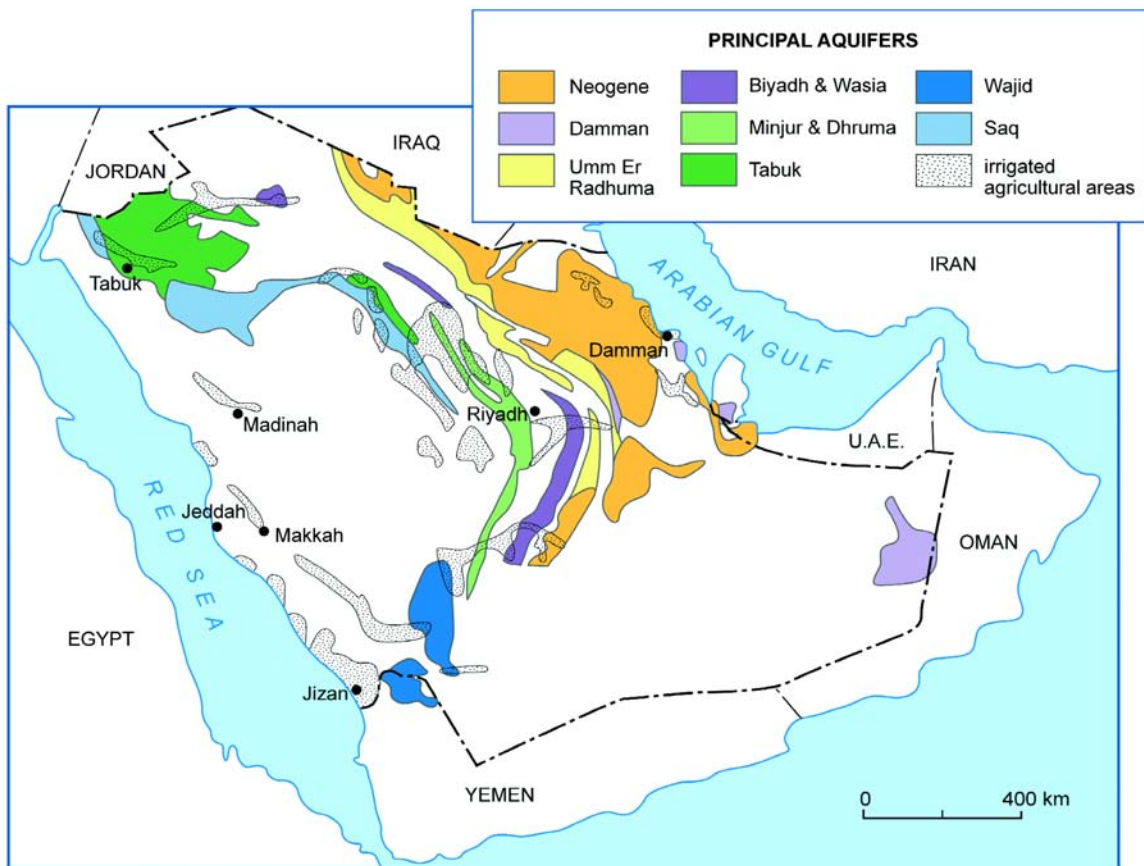 PRINCIPAL AQUIFERS
Neogene
Biyadh & Wasia
Wajid
Damman
Minjur & Dhruma
Saq
Umm Er
Radhuma
Tabuk
irrigated
agricultural areas
IRAQ
JORDAN
IRAN
Tabuk
ARABIAN GULF
Damman
Riyadh
Madinah
U.A.E.
RED SEA
Jeddah
Makkah
OMAN
EGYPT
Jizan
YEMEN
0 400 km